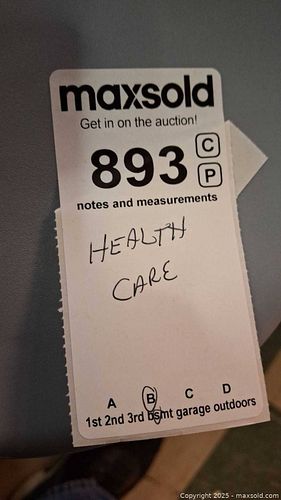 maxsold
Get in on the auction!
893 C
P
notes and measurements
HEALTH
CARE
A B C D
1st 2nd 3rd bsmt garage outdoors
Copyright 2025 - maxsold.com